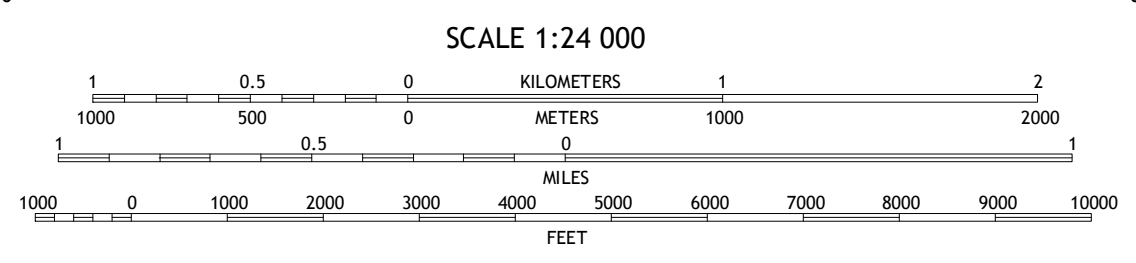 SCALE 1:24 000
1 0.5 0 KILOMETERS 1 2
1000 500 0 METERS 1000 2000
1 0.5 0 1
MILES
1000 0 1000 2000 3000 4000 5000 6000 7000 8000 9000 10000
FEET